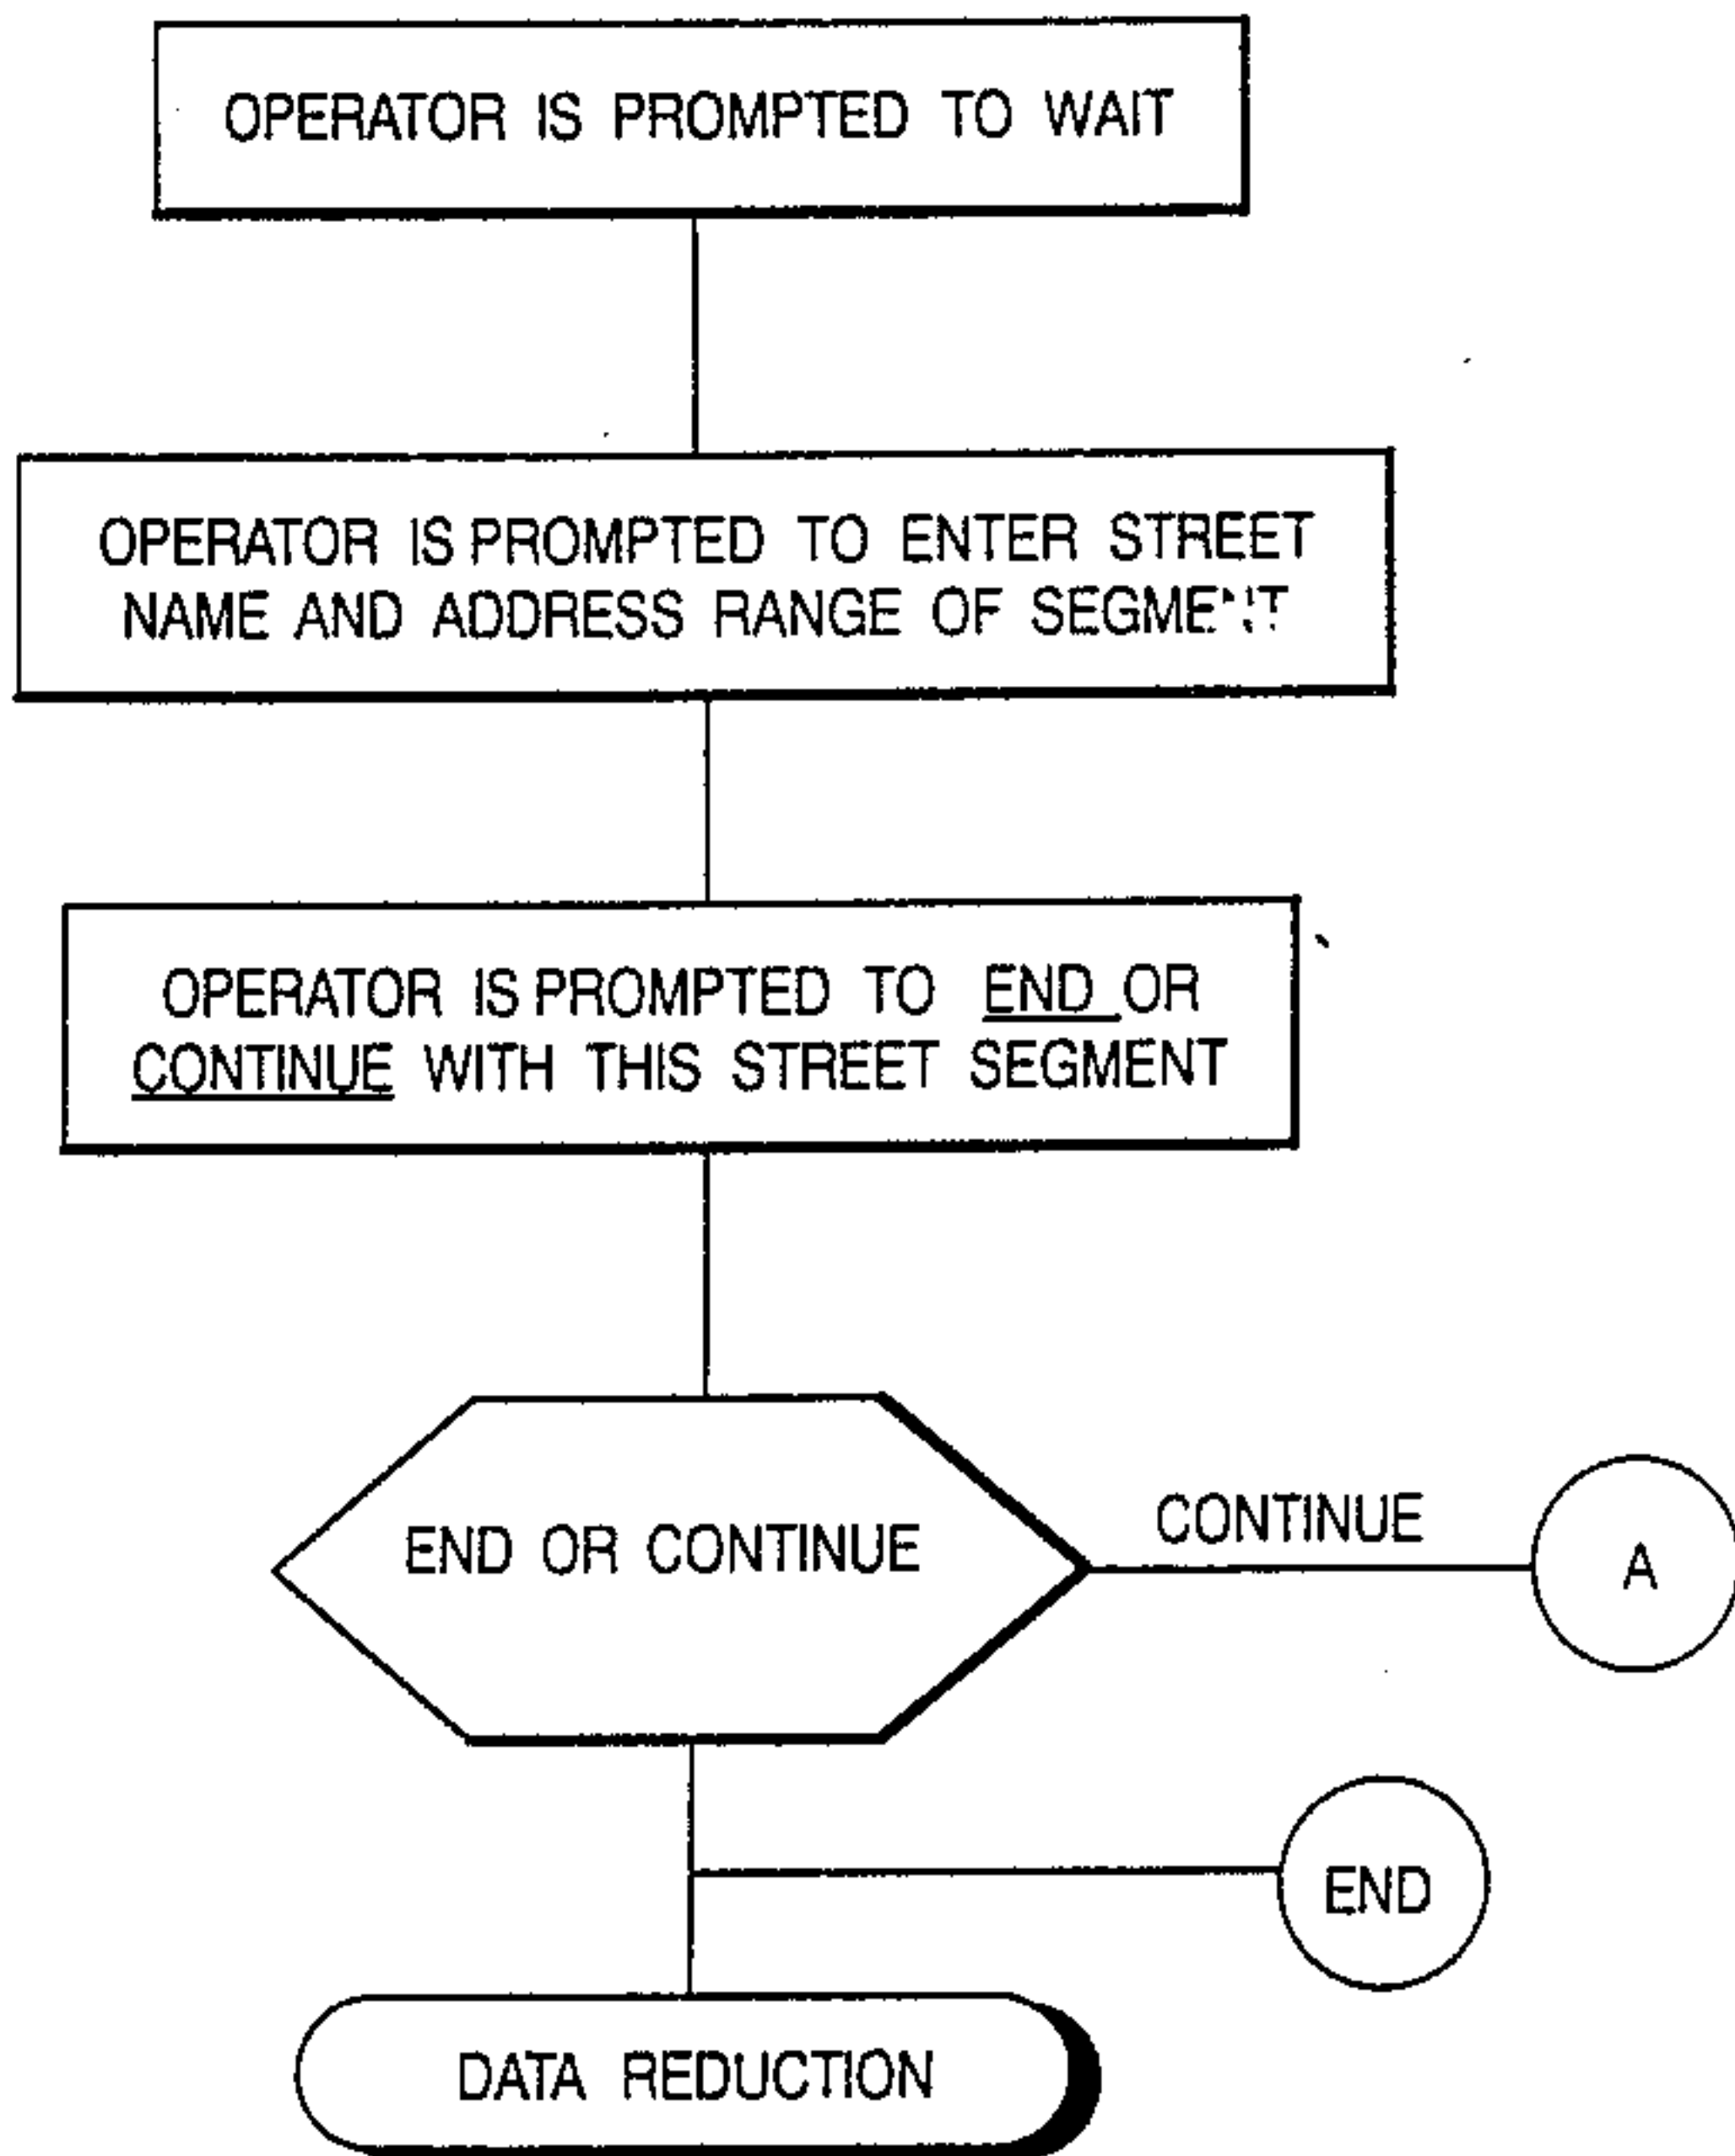 OPERATOR IS PROMPTED TO WAIT
OPERATOR IS PROMPTED TO ENTER STREET
NAME AND ADDRESS RANGE OF SEGMENT
OPERATOR IS PROMPTED TO END OR
CONTINUE WITH THIS STREET SEGMENT
END OR CONTINUE
CONTINUE
A
END
DATA REDUCTION